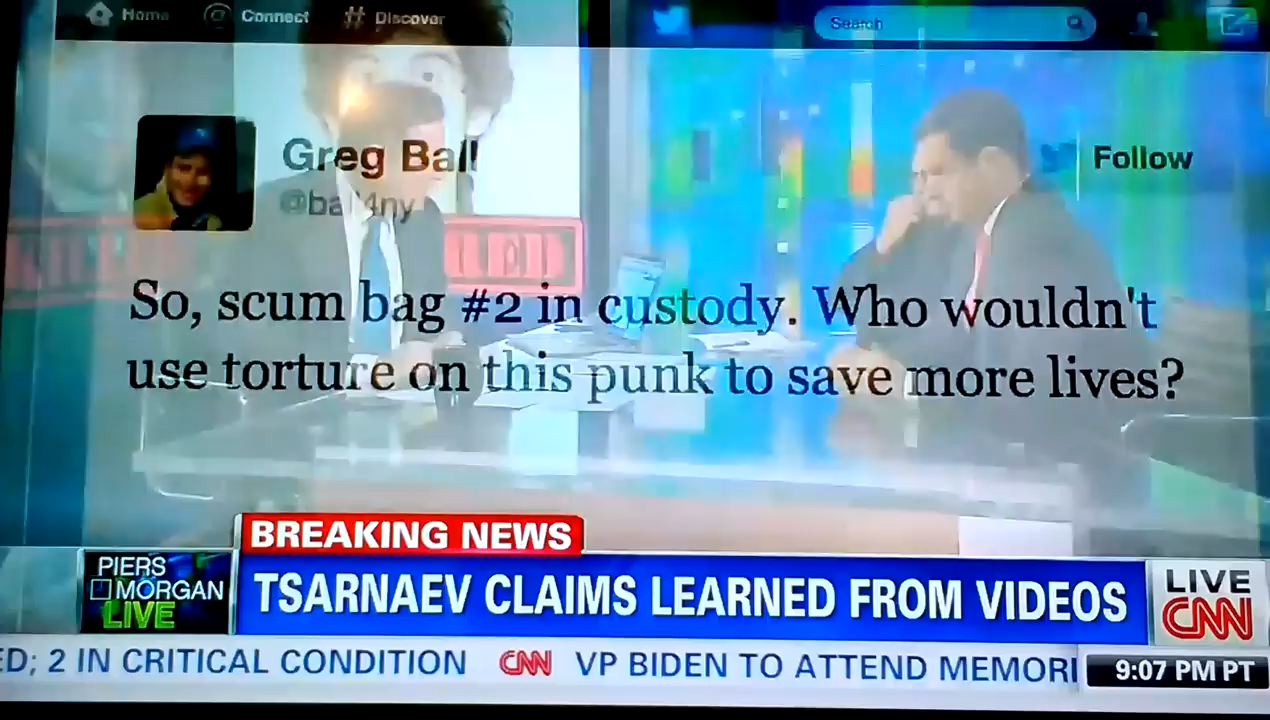 Home Connect Discover
Search
Greg Ball
Follow
So, scum bag #2 in custody. Who wouldn't
use torture on this punk to save more lives?
BREAKING NEWS
PIERS
MORGAN
LIVE
TSARNAEV CLAIMS LEARNED FROM VIDEOS
LIVE
CNN
ED; 2 IN CRITICAL CONDITION CNN VP BIDEN TO ATTEND MEMORI
9:07 PM PT